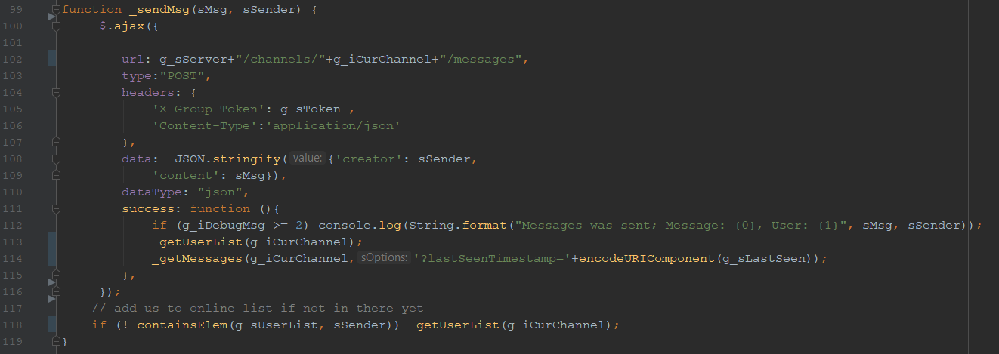 99 function _sendMsg(sMsg, sSender) {
100 $.ajax({
101
102 url: g_sServer+"/channels/"+g_iCurChannel+"/messages",
103 type:"POST",
104 headers: {
105 'X-Group-Token': g_sToken ,
106 'Content-Type':'application/json'
107 },
108 data:  JSON.stringify( value: {'creator': sSender,
109 'content': sMsg}),
110 dataType: "json",
111 success: function (){
112 if (g_iDebugMsg >= 2) console.log(String.format("Messages was sent; Message: {0}, User: {1}", sMsg, sSender));
113 _getUserList(g_iCurChannel);
114 _getMessages(g_iCurChannel, sOptions: '?lastSeenTimestamp='+encodeURIComponent(g_sLastSeen));
115 },
116 });
117 // add us to online list if not in there yet
118 if (!_containsElem(g_sUserList, sSender)) _getUserList(g_iCurChannel);
119 }